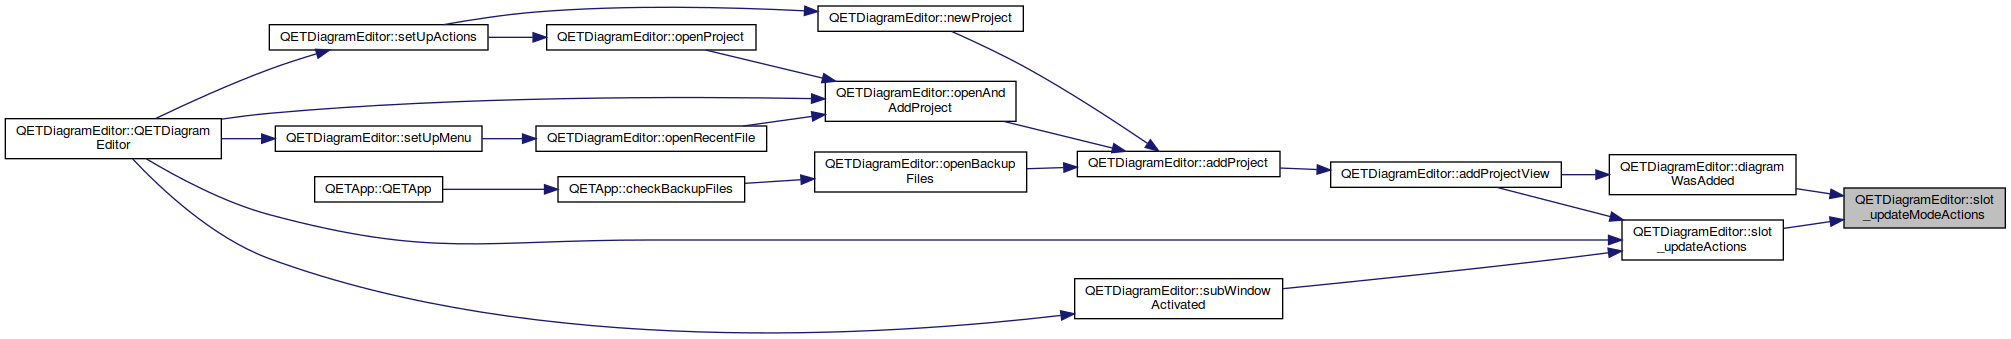 QETDiagramEditor::newProject
QETDiagramEditor::setUpActions
QETDiagramEditor::openProject
QETDiagramEditor::openAnd
AddProject
QETDiagramEditor::QETDiagram
Editor
QETDiagramEditor::setUpMenu
QETDiagramEditor::openRecentFile
QETDiagramEditor::openBackup
Files
QETDiagramEditor::addProject
QETDiagramEditor::addProjectView
QETDiagramEditor::diagram
WasAdded
QETApp::QETApp
QETApp::checkBackupFiles
QETDiagramEditor::slot
_updateModeActions
QETDiagramEditor::slot
_updateActions
QETDiagramEditor::subWindow
Activated